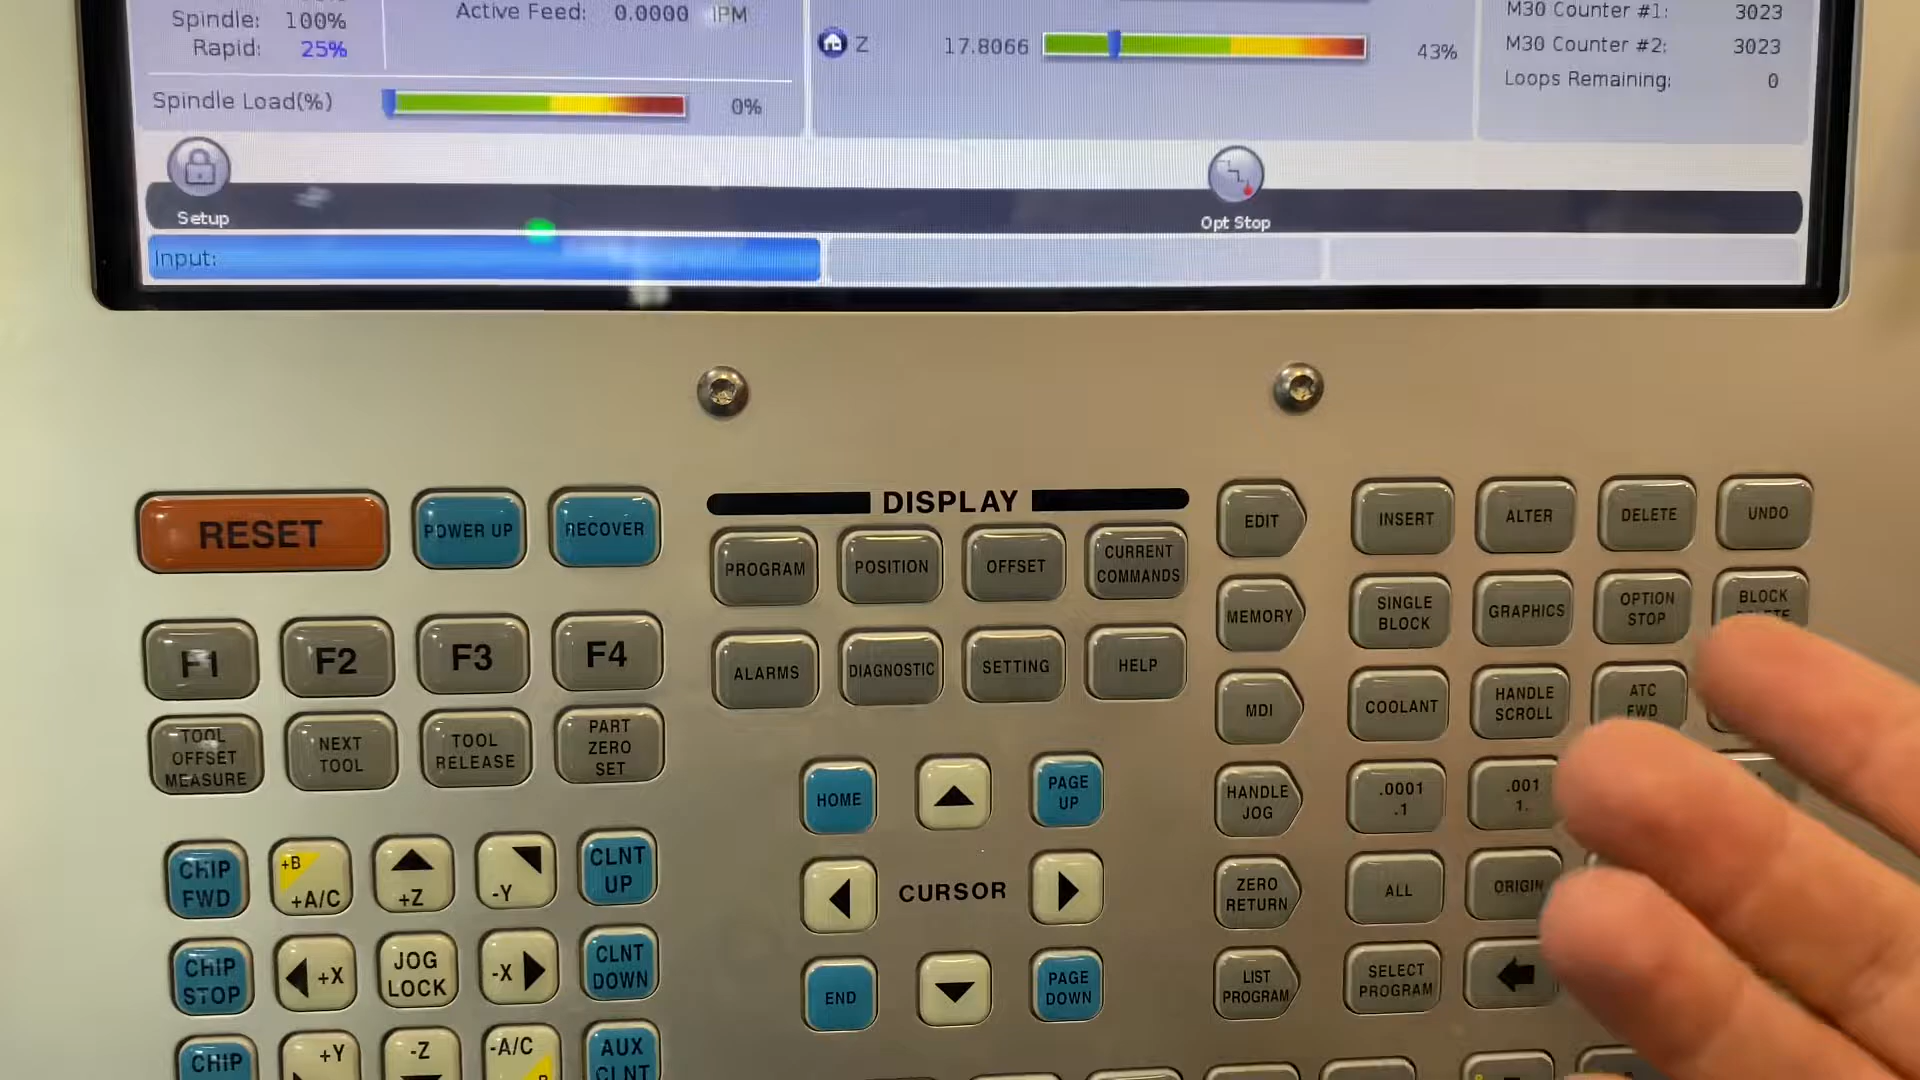 Spindle: 100%
Rapid: 25%
Active Feed: 0.0000 IPM
Spindle Load(%) 0%
Z 17.8066 43%
M30 Counter #1: 3023
M30 Counter #2: 3023
Loops Remaining: 0
Setup
Opt Stop
Input:
RESET
POWER UP
RECOVER
F1
F2
F3
F4
TOOL
OFFSET
MEASURE
NEXT
TOOL
TOOL
RELEASE
PART
ZERO
SET
CHIP
FWD
+B
+A/C
+Z
-Y
CLNT
UP
CHIP
STOP
+X
JOG
LOCK
-X
CLNT
DOWN
CHIP
+Y
-Z
-A/C
AUX
CLNT
DISPLAY
PROGRAM
POSITION
OFFSET
CURRENT
COMMANDS
ALARMS
DIAGNOSTIC
SETTING
HELP
HOME
PAGE
UP
CURSOR
END
PAGE
DOWN
EDIT
INSERT
ALTER
DELETE
UNDO
MEMORY
SINGLE
BLOCK
GRAPHICS
OPTION
STOP
BLOCK
MDI
COOLANT
HANDLE
SCROLL
ATC
FWD
HANDLE
JOG
.0001
.1
.001
1.
ZERO
RETURN
ALL
ORIGIN
LIST
PROGRAM
SELECT
PROGRAM